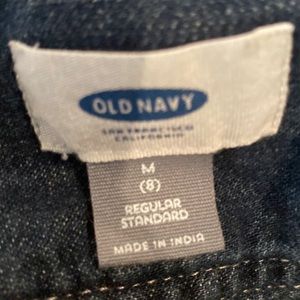 OLD NAVY
SAN FRANCISCO
CALIFORNIA
M
(8)
REGULAR
STANDARD
MADE IN INDIA